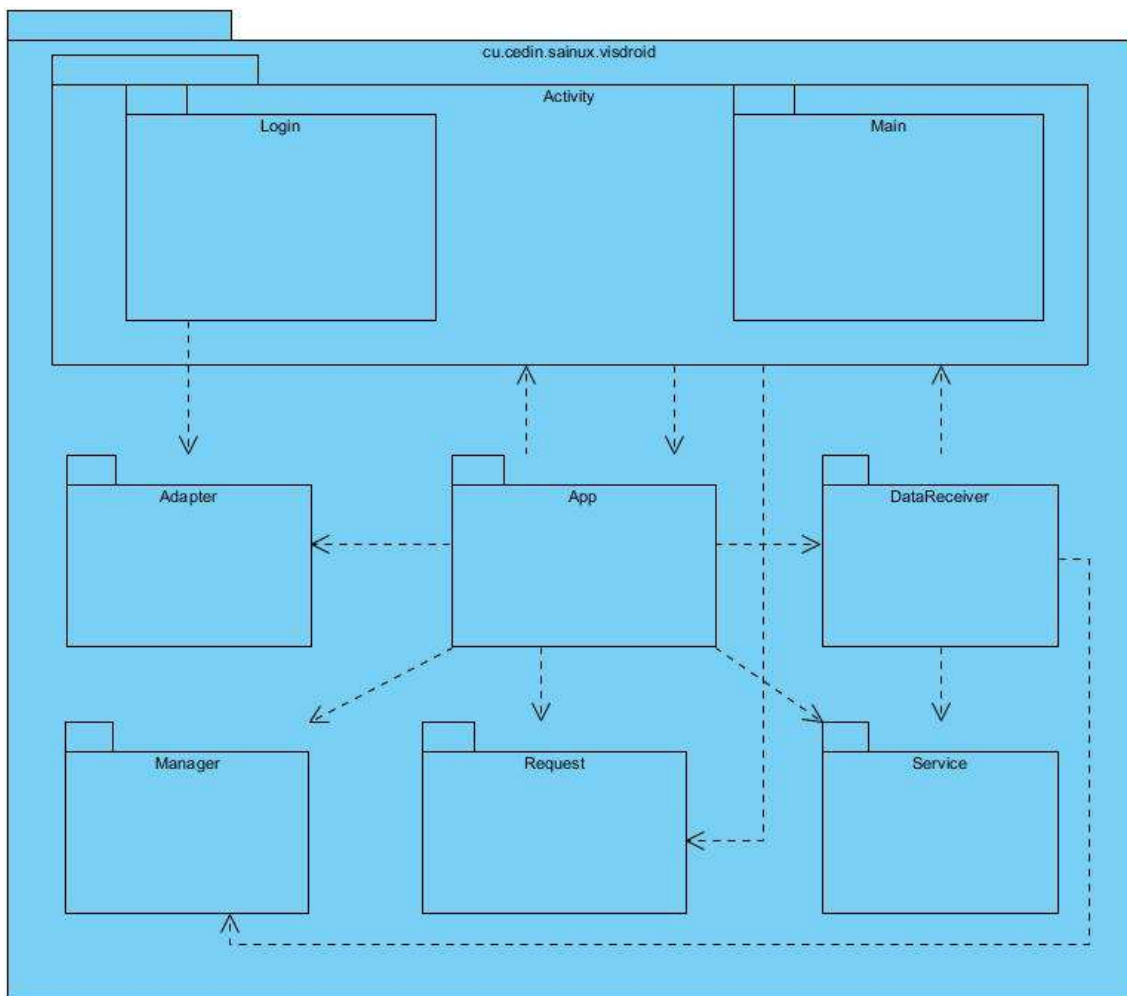 cu.cedin.sainux.visdroid
Activity
Login
Main
Adapter
App
DataReceiver
Manager
Request
Service